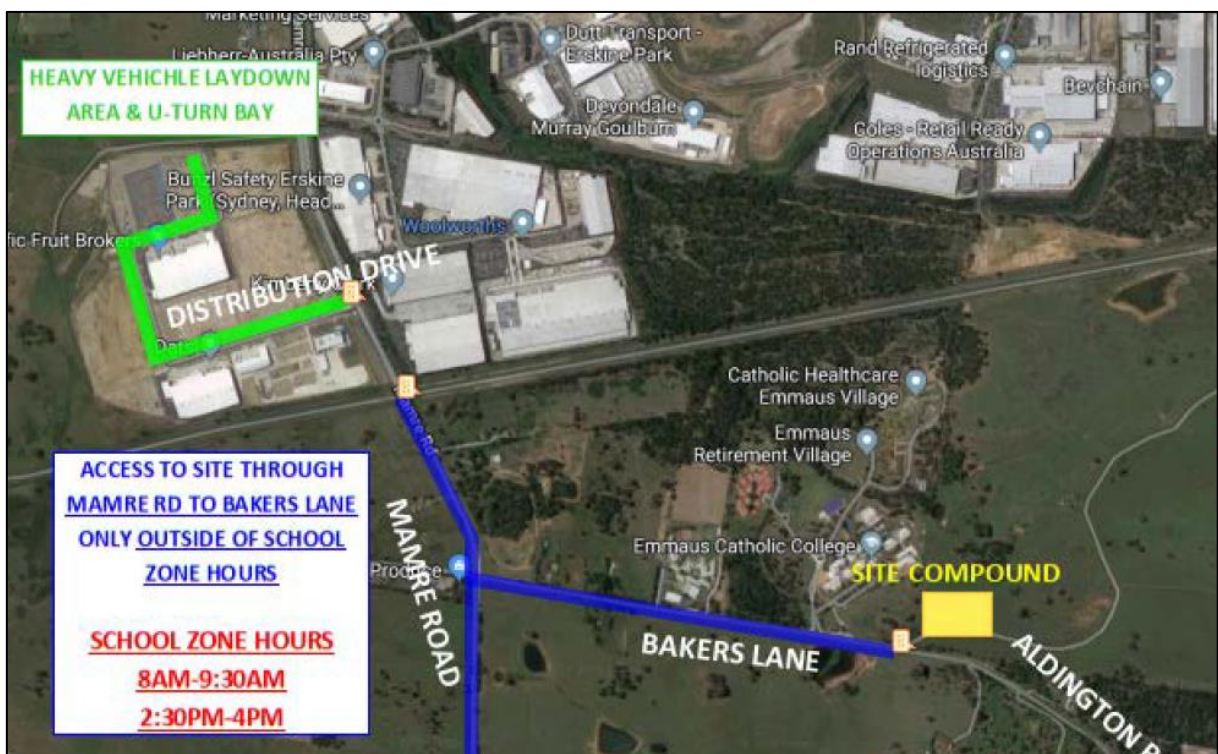 Marketing Services
Liebherr-Australia Pty
Dutt Transport -
Erskine Park
Rand Refrigerated
logistics
Bevchain
HEAVY VEHICHLE LAYDOWN
AREA & U-TURN BAY
Devondale
Murray Goulburn
Coles - Retail Ready
Operations Australia
Bunzl Safety Erskine
Park (Sydney, Head...
fic Fruit Brokers
Woolworths
DISTRIBUTION DRIVE
Catholic Healthcare
Emmaus Village
Emmaus
Retirement Village
ACCESS TO SITE THROUGH
MAMRE RD TO BAKERS LANE
ONLY OUTSIDE OF SCHOOL
ZONE HOURS
SCHOOL ZONE HOURS
8AM-9:30AM
2:30PM-4PM
MAMRE ROAD
Produce
Emmaus Catholic College
SITE COMPOUND
BAKERS LANE
ALDINGTON R